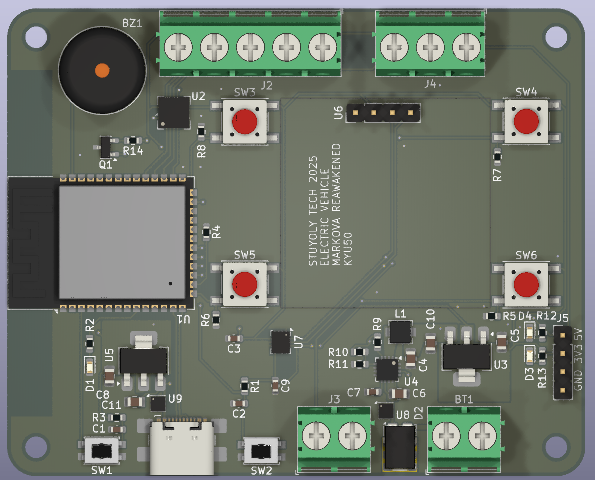 BZ1
J2
J4
U2
SW3
U6
SW4
Q1
R14
R8
R7
STUYOLY TECH 2025
ELECTRIC VEHICLE
MARKOVA REAWAKENED
KYU50
R4
SW5
SW6
U1
R6
R5
D4
R12
J5
R2
C3
U7
L1
R9
C10
C5
5V
3V3
GND
U5
R10
R11
C4
U3
D3
R13
D1
C8
R1
C9
U4
C11
U9
C2
C7
C6
R3
C1
J3
U8
D2
BT1
SW1
SW2